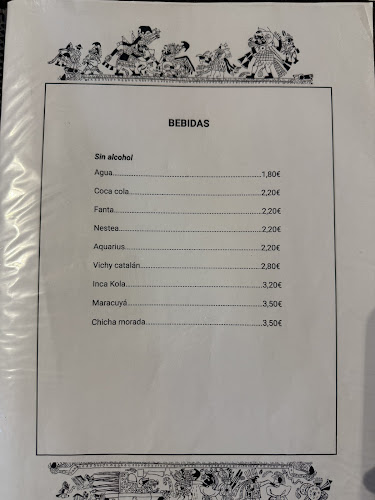 BEBIDAS
Sin alcohol
Agua.......................................................................1,80€
Coca cola...............................................................2,20€
Fanta......................................................................2,20€
Nestea....................................................................2,20€
Aquarius.................................................................2,20€
Vichy catalán..........................................................2,80€
Inca Kola................................................................3,20€
Maracuyá................................................................3,50€
Chicha morada.......................................................3,50€